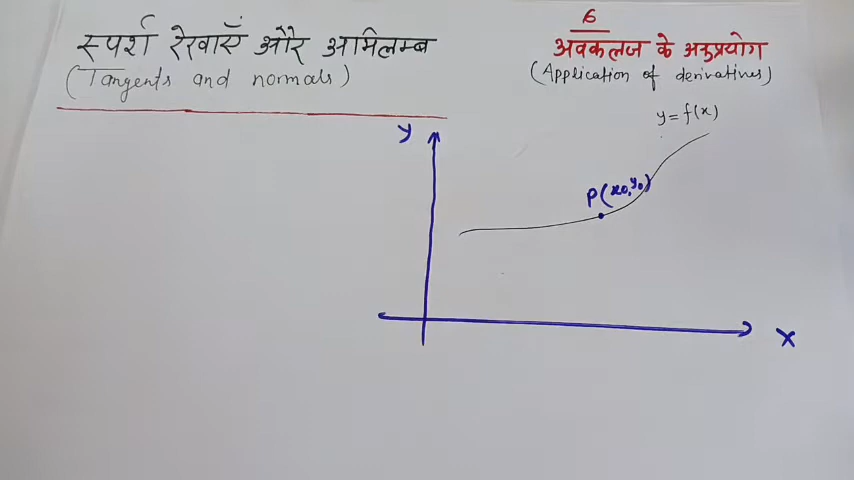 स्पर्श रेखाएँ और अभिलम्ब
(Tangents and normals)
6
अवकलज के अनुप्रयोग
(Application of derivatives)
y = f(x)
Y
P(x₀, y₀)
X